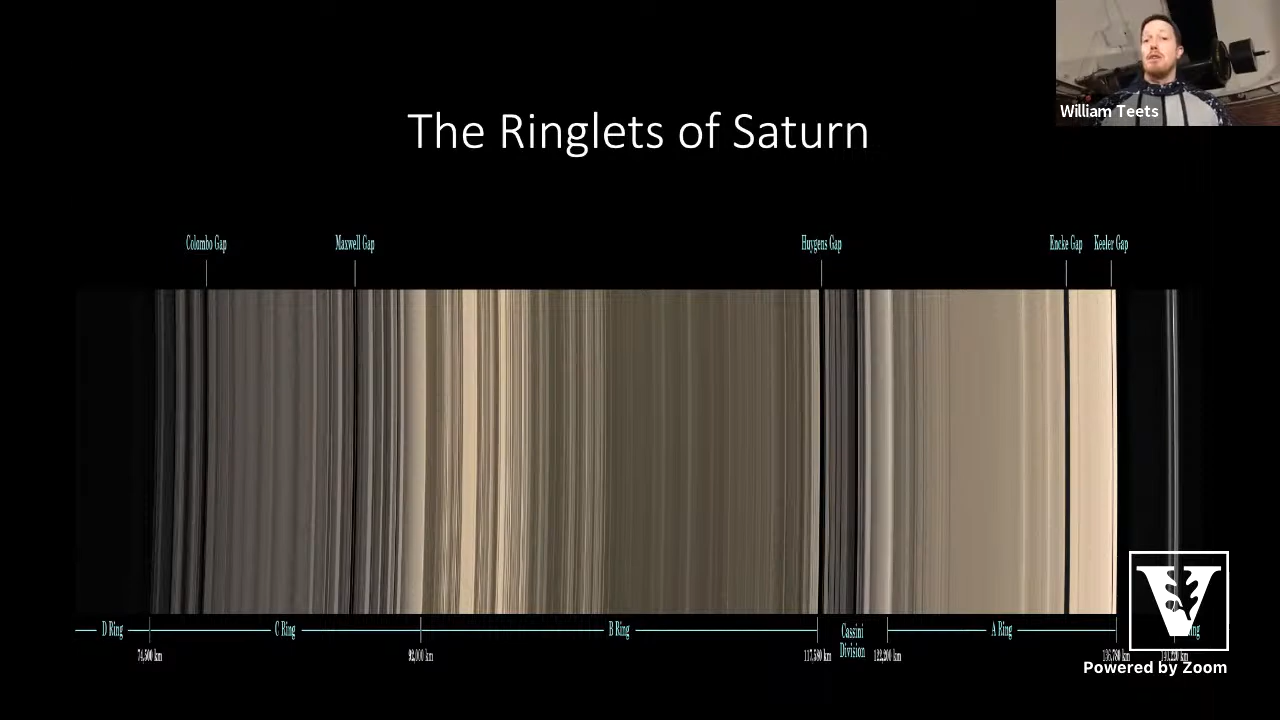 William Teets
The Ringlets of Saturn
Colombo Gap
Maxwell Gap
Huygens Gap
Encke Gap
Keeler Gap
D Ring
C Ring
B Ring
Cassini
Division
A Ring
74,500 km
92,000 km
117,580 km
122,200 km
136,780 km
V
Powered by Zoom